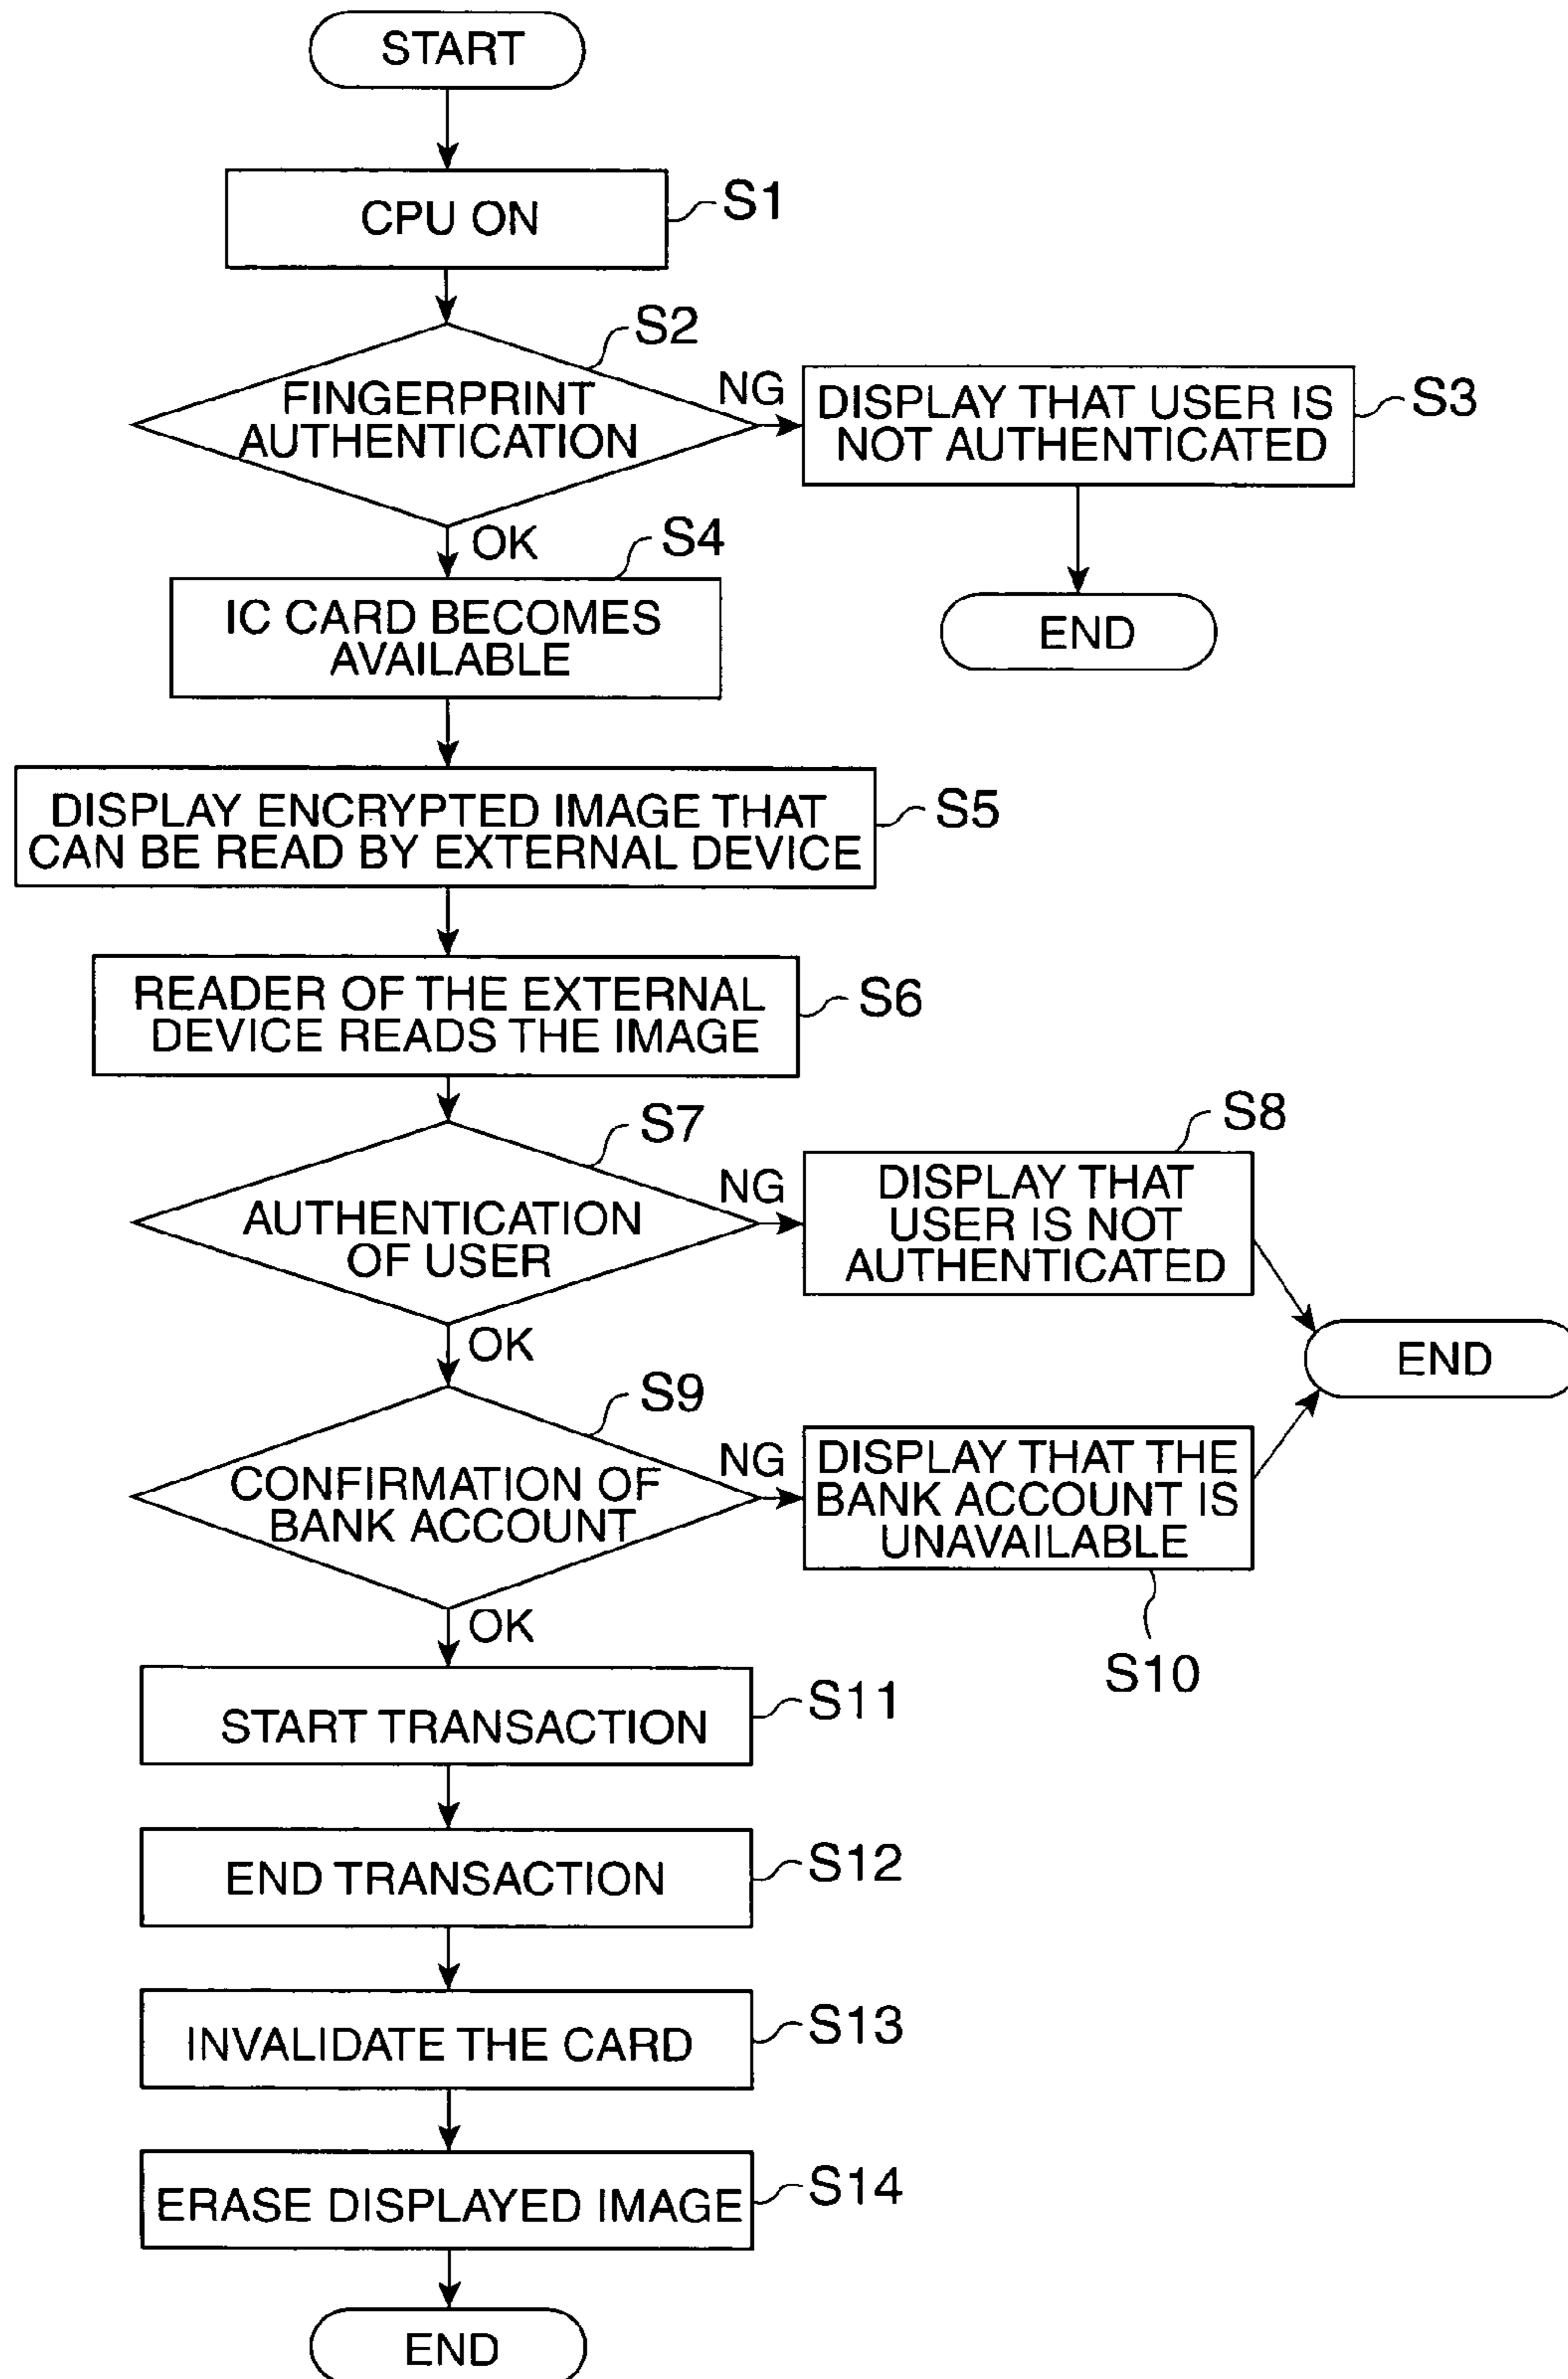 START
CPU ON
S1
S2
FINGERPRINT
AUTHENTICATION
NG
DISPLAY THAT USER IS
NOT AUTHENTICATED
S3
END
OK
S4
IC CARD BECOMES
AVAILABLE
DISPLAY ENCRYPTED IMAGE THAT
CAN BE READ BY EXTERNAL DEVICE
S5
READER OF THE EXTERNAL
DEVICE READS THE IMAGE
S6
S7
AUTHENTICATION
OF USER
NG
S8
DISPLAY THAT
USER IS NOT
AUTHENTICATED
END
OK
S9
CONFIRMATION OF
BANK ACCOUNT
NG
DISPLAY THAT THE
BANK ACCOUNT IS
UNAVAILABLE
S10
OK
START TRANSACTION
S11
END TRANSACTION
S12
INVALIDATE THE CARD
S13
ERASE DISPLAYED IMAGE
S14
END